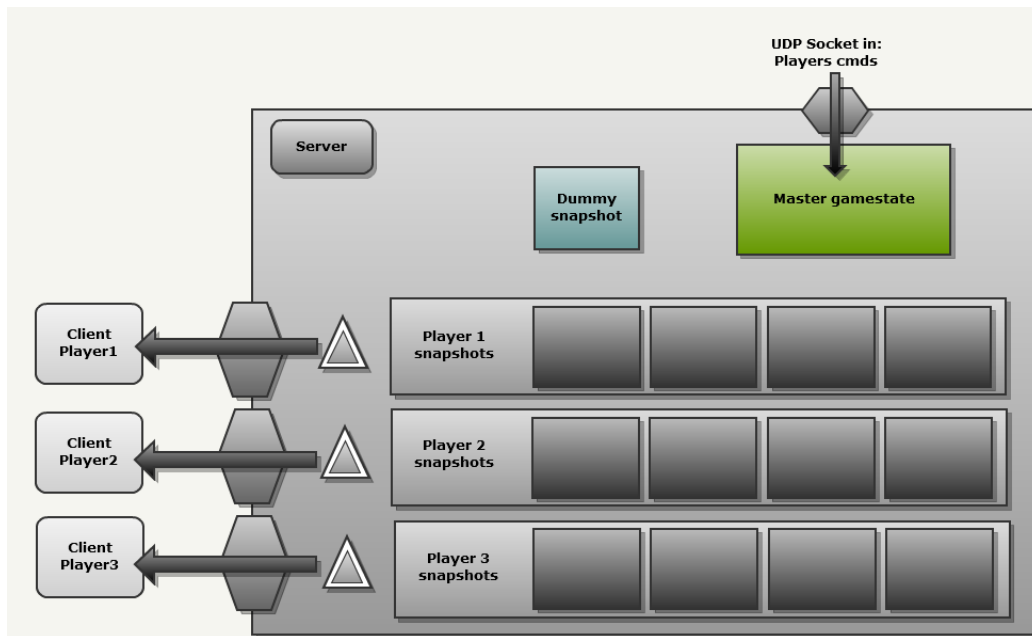 UDP Socket in:
Players cmds
Server
Dummy
snapshot
Master gamestate
Client
Player1
Player 1
snapshots
Client
Player2
Player 2
snapshots
Client
Player3
Player 3
snapshots